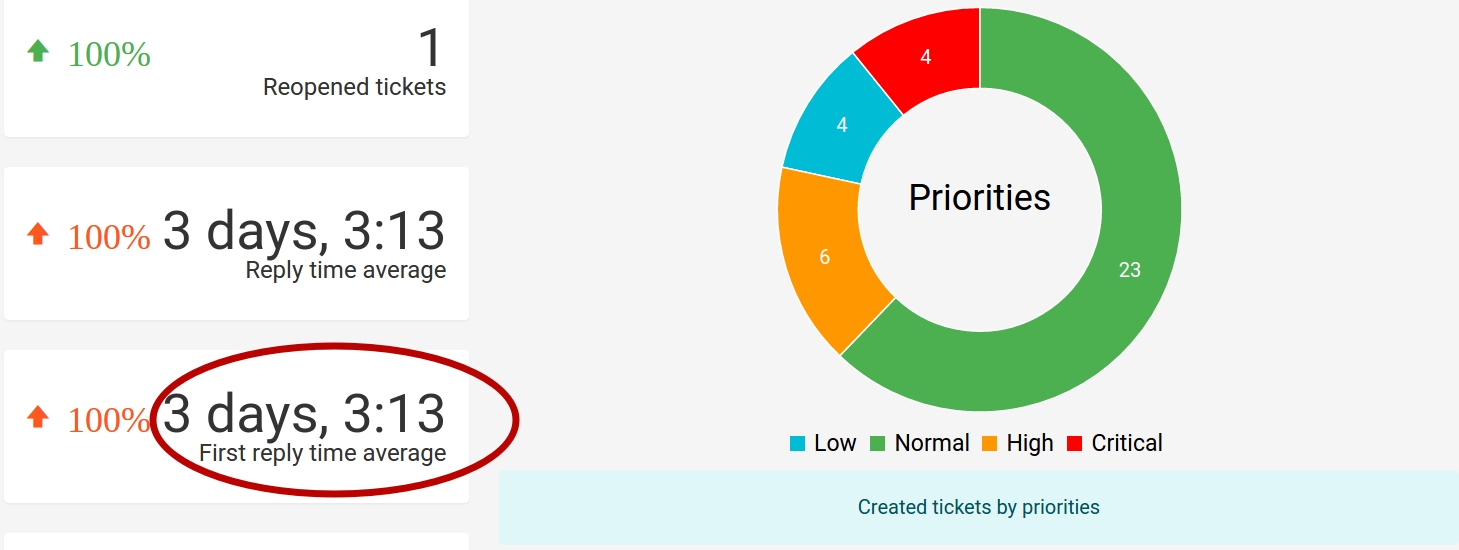 100%
1
Reopened tickets
100%
3 days, 3:13
Reply time average
100%
3 days, 3:13
First reply time average
4
4
6
23
Priorities
Low
Normal
High
Critical
Created tickets by priorities